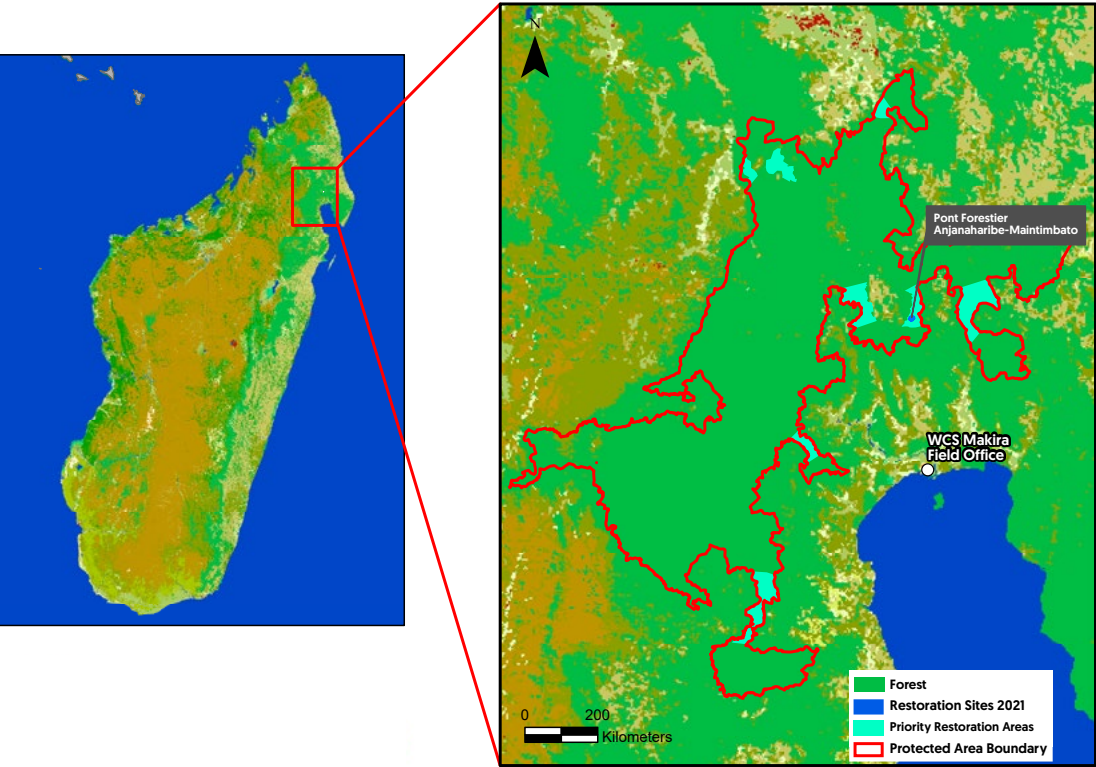 N
Pont Forestier
Anjanaharibe-Maintimbato
WCS Makira
Field Office
0 200
Kilometers
Forest
Restoration Sites 2021
Priority Restoration Areas
Protected Area Boundary